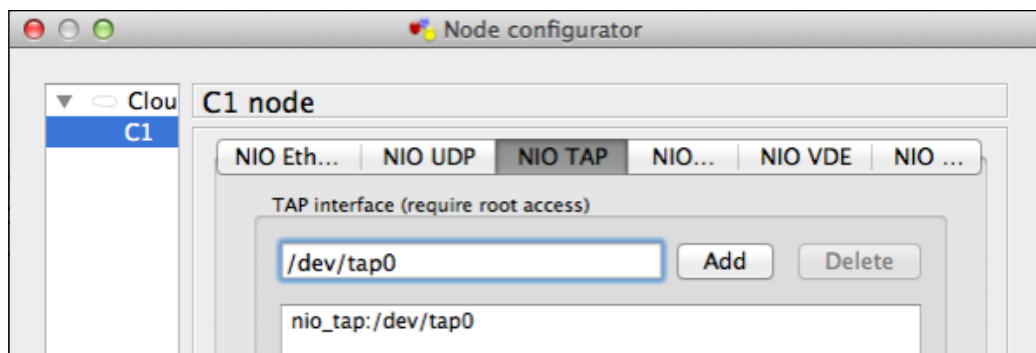 Node configurator
Clou
C1
C1 node
NIO Eth... NIO UDP NIO TAP NIO... NIO VDE NIO ...
TAP interface (require root access)
/dev/tap0 Add Delete
nio_tap:/dev/tap0